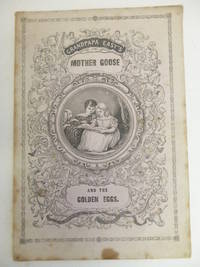 GRANDPAPA EASY'S
MOTHER GOOSE
AND THE
GOLDEN EGGS.